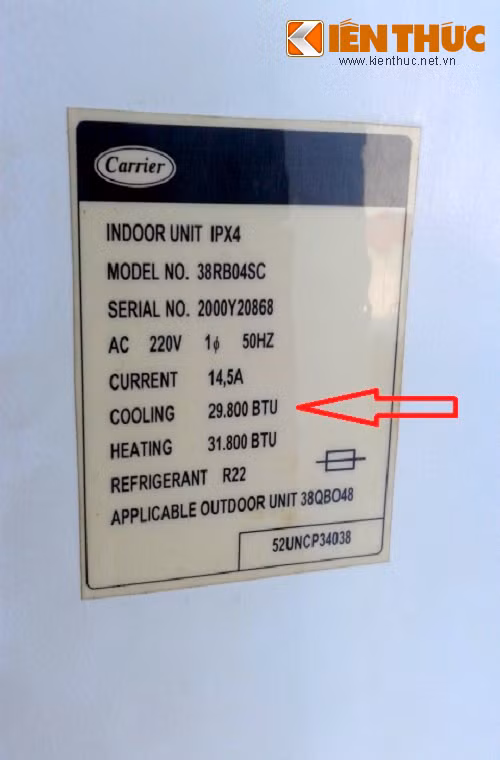 KIẾN THỨC
www.kienthuc.net.vn
Carrier
INDOOR UNIT IPX4
MODEL NO. 38RB04SC
SERIAL NO. 2000Y20868
AC 220V 1ϕ 50HZ
CURRENT 14,5A
COOLING 29.800 BTU
HEATING 31.800 BTU
REFRIGERANT R22
APPLICABLE OUTDOOR UNIT 38QBO48
52UNCP34038